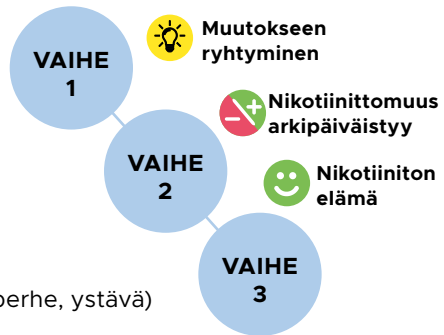 VAIHE
1
Muutokseen
ryhtyminen
VAIHE
2
Nikotiinittomuus
arkipäiväistyy
VAIHE
3
Nikotiiniton
elämä
perhe, ystävä)